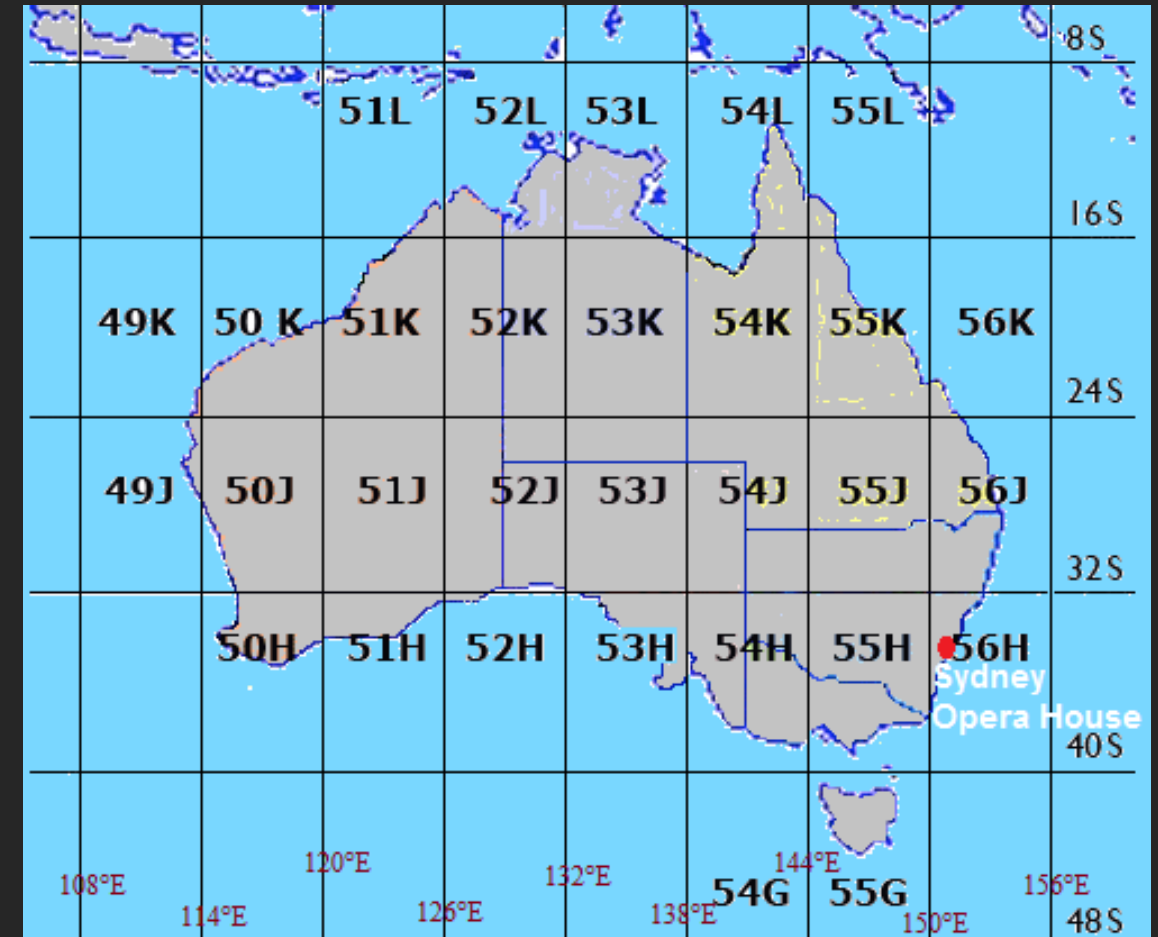 8S
51L 52L 53L 54L 55L
16S
49K 50 K 51K 52K 53K 54K 55K 56K
24S
49J 50J 51J 52J 53J 54J 55J 56J
32S
50H 51H 52H 53H 54H 55H 56H
Sydney
Opera House
40S
120°E 144°E
108°E 132°E 156°E
54G 55G
114°E 126°E 138°E 150°E 48S